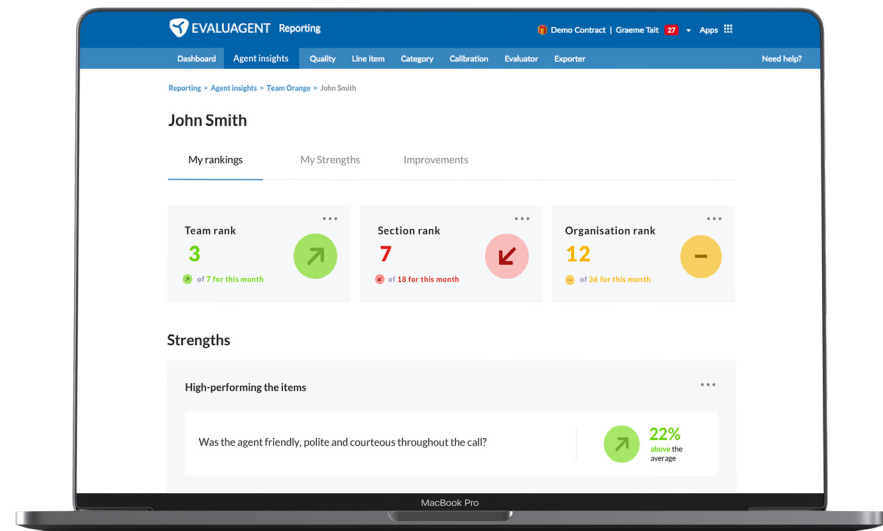 EVALUAGENT Reporting
Demo Contract | Graeme Tait 27 Apps
Dashboard Agent insights Quality Line Item Category Calibration Evaluator Exporter Need help?
Reporting > Agent insights > Team Orange > John Smith
John Smith
My rankings My Strengths Improvements
Team rank
3
of 7 for this month
Section rank
7
of 18 for this month
Organisation rank
12
of 36 for this month
Strengths
High-performing the items
Was the agent friendly, polite and courteous throughout the call?
22%
above the
average
MacBook Pro